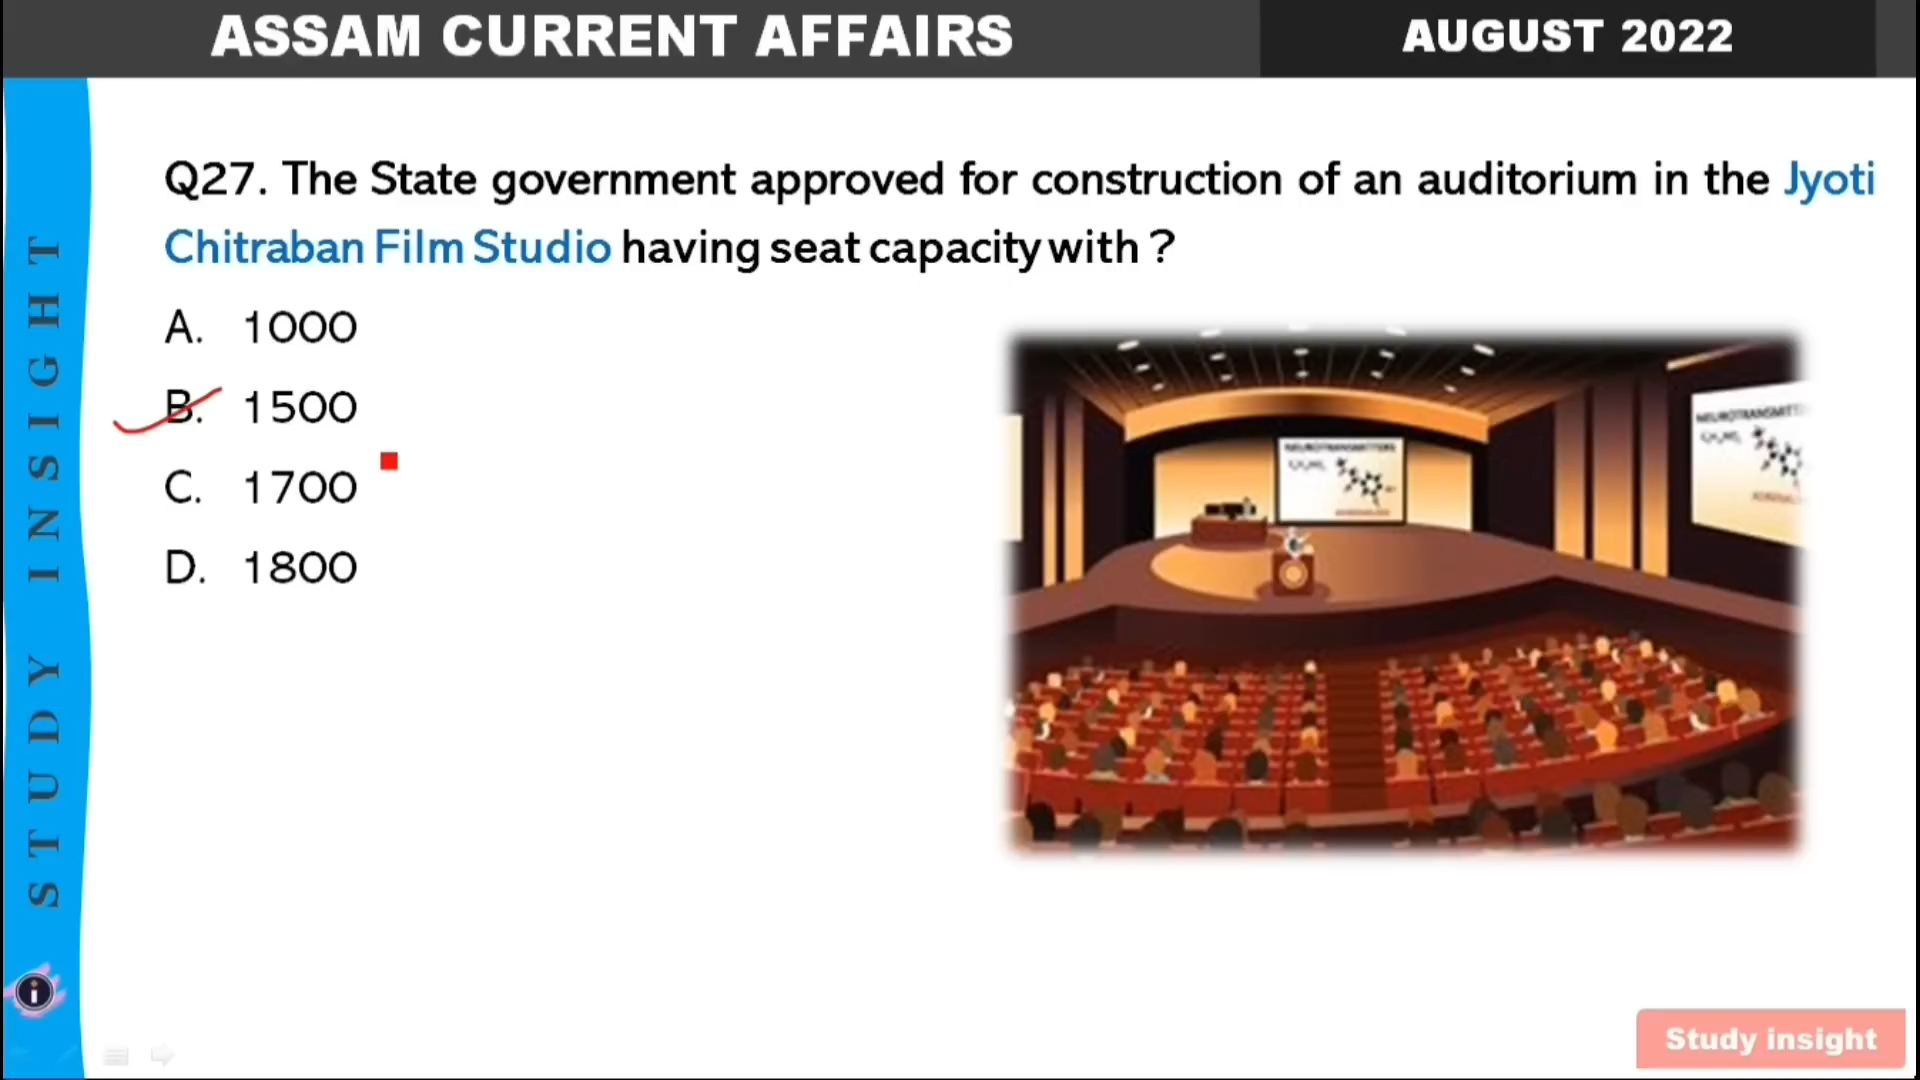 ASSAM CURRENT AFFAIRS
AUGUST 2022
Q27. The State government approved for construction of an auditorium in the Jyoti
Chitraban Film Studio having seat capacity with ?
A. 1000
B. 1500
C. 1700
D. 1800
NEUROTRANSMITTERS
STUDY INSIGHT
i
Study insight